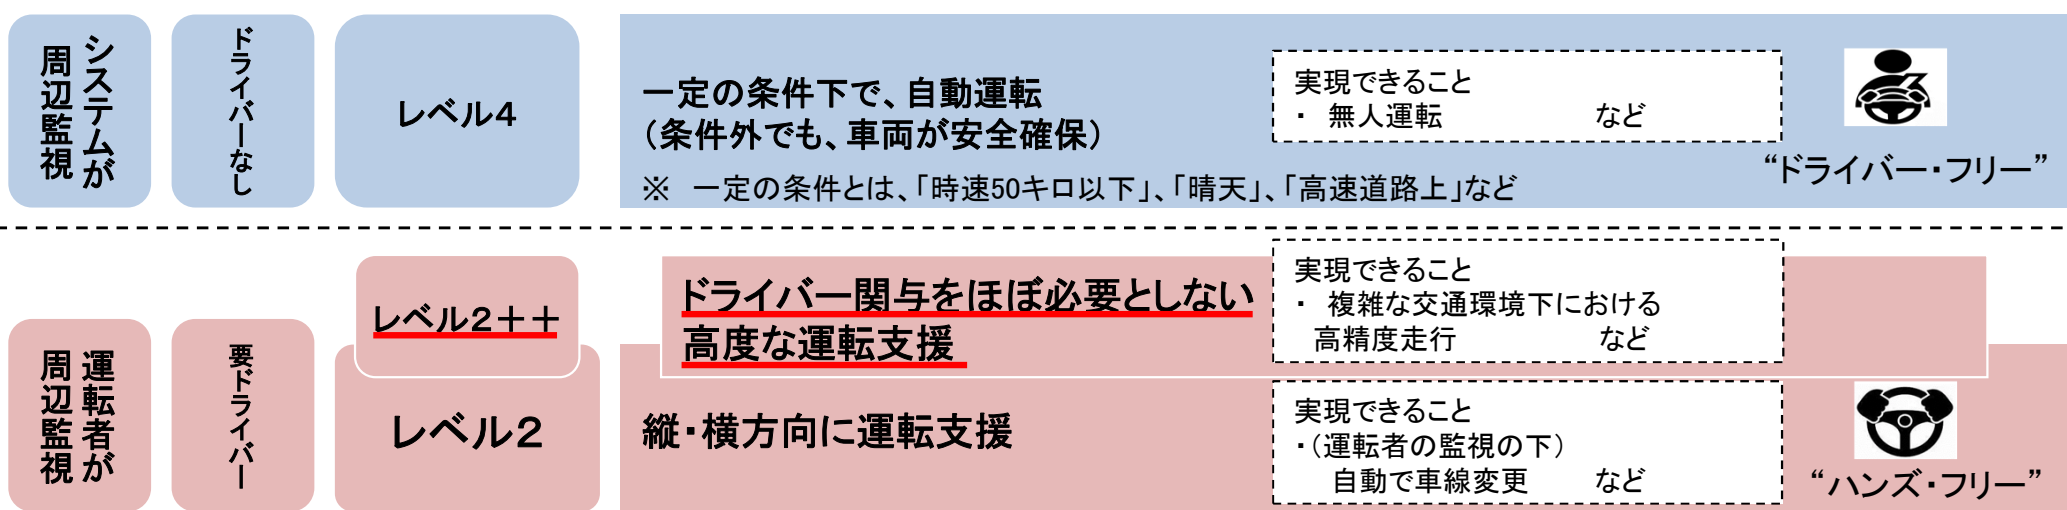 システムが
周辺監視
ドライバーなし
レベル4
一定の条件下で、自動運転
(条件外でも、車両が安全確保)
※ 一定の条件とは、「時速50キロ以下」、「晴天」、「高速道路上」など
実現できること
・ 無人運転 など
“ドライバー・フリー”
運転者が
周辺監視
要ドライバー
レベル2++
ドライバー関与をほぼ必要としない
高度な運転支援
実現できること
・ 複雑な交通環境下における
高精度走行 など
レベル2
縦・横方向に運転支援
実現できること
・(運転者の監視の下)
自動で車線変更 など
“ハンズ・フリー”